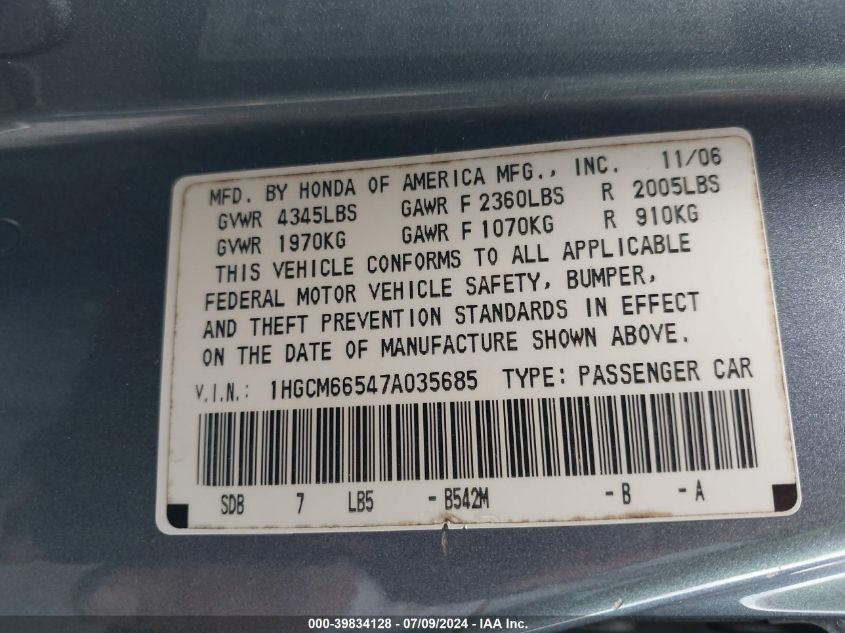 MFD. BY HONDA OF AMERICA MFG., INC. 11/06
GVWR 4345LBS GAWR F 2360LBS R 2005LBS
GVWR 1970KG GAWR F 1070KG R 910KG
THIS VEHICLE CONFORMS TO ALL APPLICABLE
FEDERAL MOTOR VEHICLE SAFETY, BUMPER,
AND THEFT PREVENTION STANDARDS IN EFFECT
ON THE DATE OF MANUFACTURE SHOWN ABOVE.
V.I.N.: 1HGCM66547A035685 TYPE: PASSENGER CAR
SDB 7 LB5 -B542M -B -A
000-39834128 - 07/09/2024 - IAAI.com, INC.